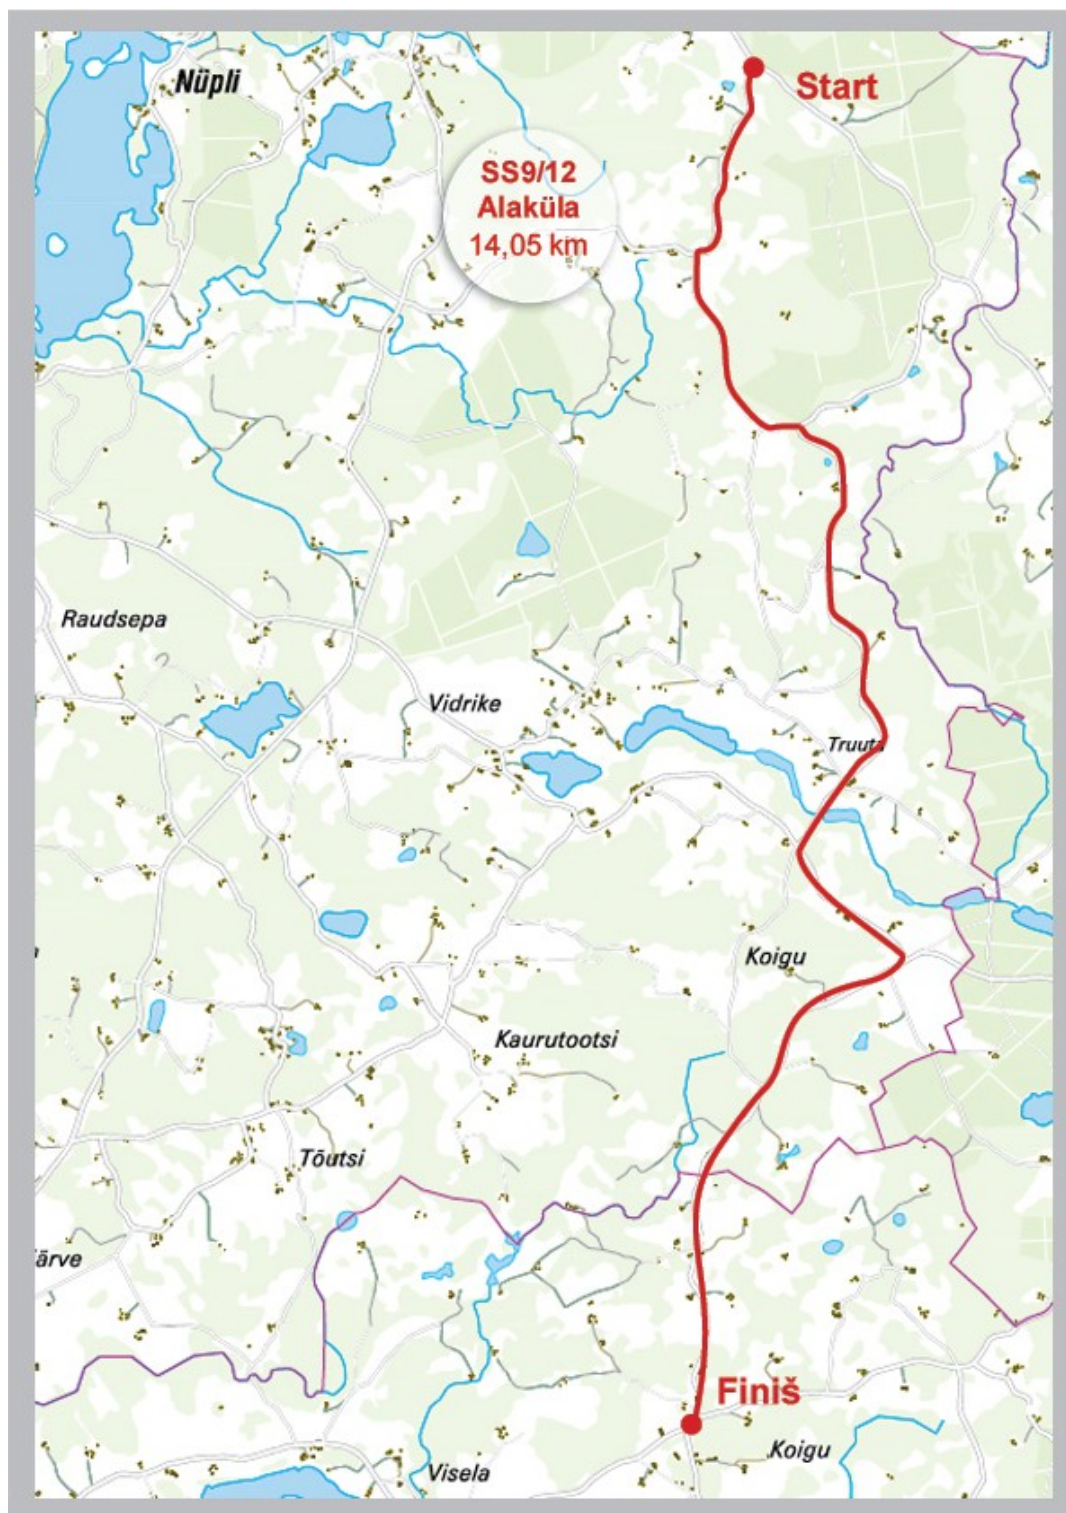 Nüpli
Start
SS9/12
Alaküla
14,05 km
Raudsepa
Vidrike
Koigu
Kaurutootsi
Tõutsi
Finiš
Koigu
Visela